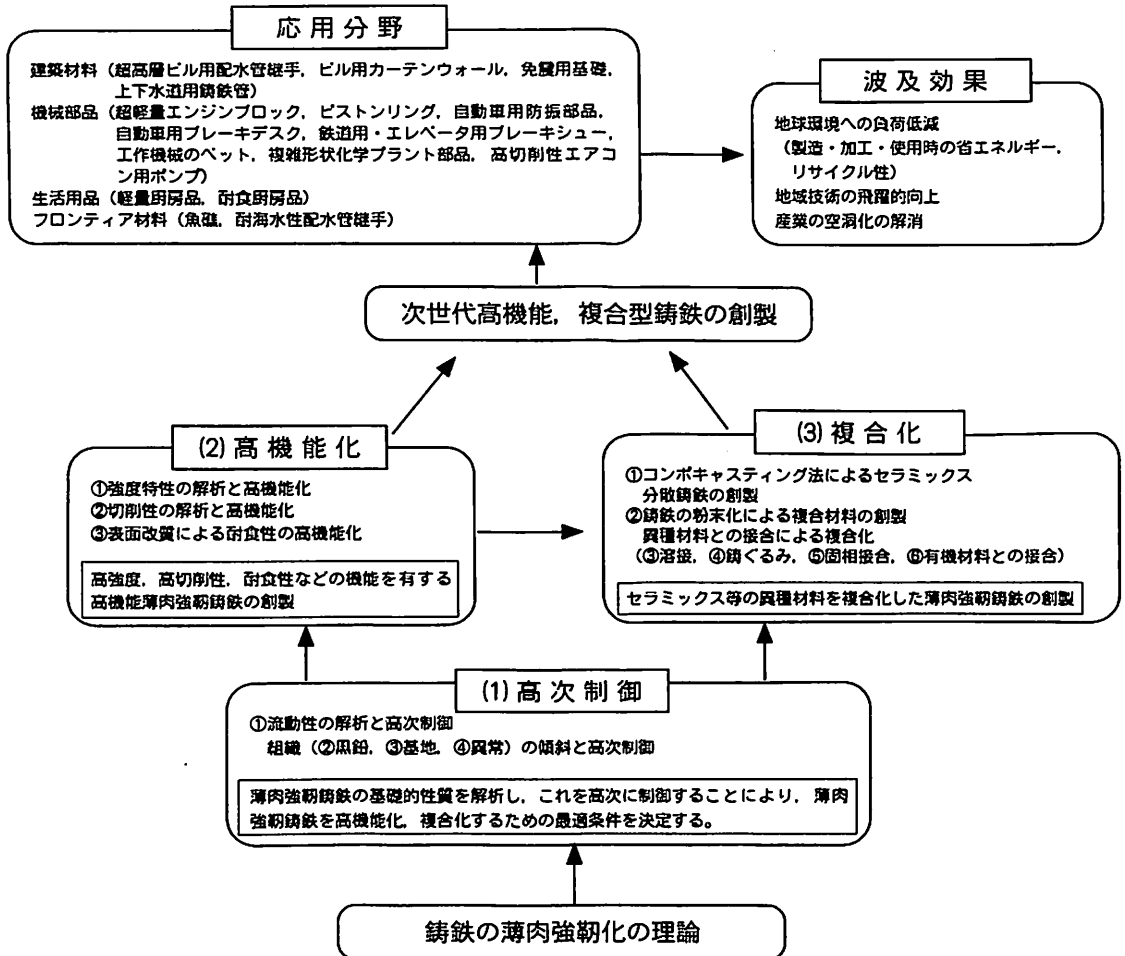 応用分野
建築材料（超高層ビル用配水管継手，ビル用カーテンウォール，免震用基礎，
上下水道用鋳鉄管）
機械部品（超軽量エンジンブロック，ピストンリング，自動車用防振部品，
自動車用ブレーキデスク，鉄道用・エレベータ用ブレーキシュー，
工作機械のベット，複雑形状化学プラント部品，高切削性エアコ
ン用ポンプ）
生活用品（軽量厨房品，耐食厨房品）
フロンティア材料（魚礁，耐海水性配水管継手）
波及効果
地球環境への負荷低減
（製造・加工・使用時の省エネルギー，
リサイクル性）
地域技術の飛躍的向上
産業の空洞化の解消
次世代高機能，複合型鋳鉄の創製
(2)高機能化
①強度特性の解析と高機能化
②切削性の解析と高機能化
③表面改質による耐食性の高機能化
高強度，高切削性，耐食性などの機能を有する
高機能薄肉強靭鋳鉄の創製
(3)複合化
①コンポキャスティング法によるセラミックス
分散鋳鉄の創製
②鋳鉄の粉末化による複合材料の創製
異種材料との接合による複合化
（③溶接，④鋳ぐるみ，⑤固相接合，⑥有機材料との接合）
セラミックス等の異種材料を複合化した薄肉強靭鋳鉄の創製
(1)高次制御
①流動性の解析と高次制御
組織（②黒鉛，③基地，④異常）の傾斜と高次制御
薄肉強靭鋳鉄の基礎的性質を解析し，これを高次に制御することにより，薄肉
強靭鋳鉄を高機能化，複合化するための最適条件を決定する。
鋳鉄の薄肉強靭化の理論